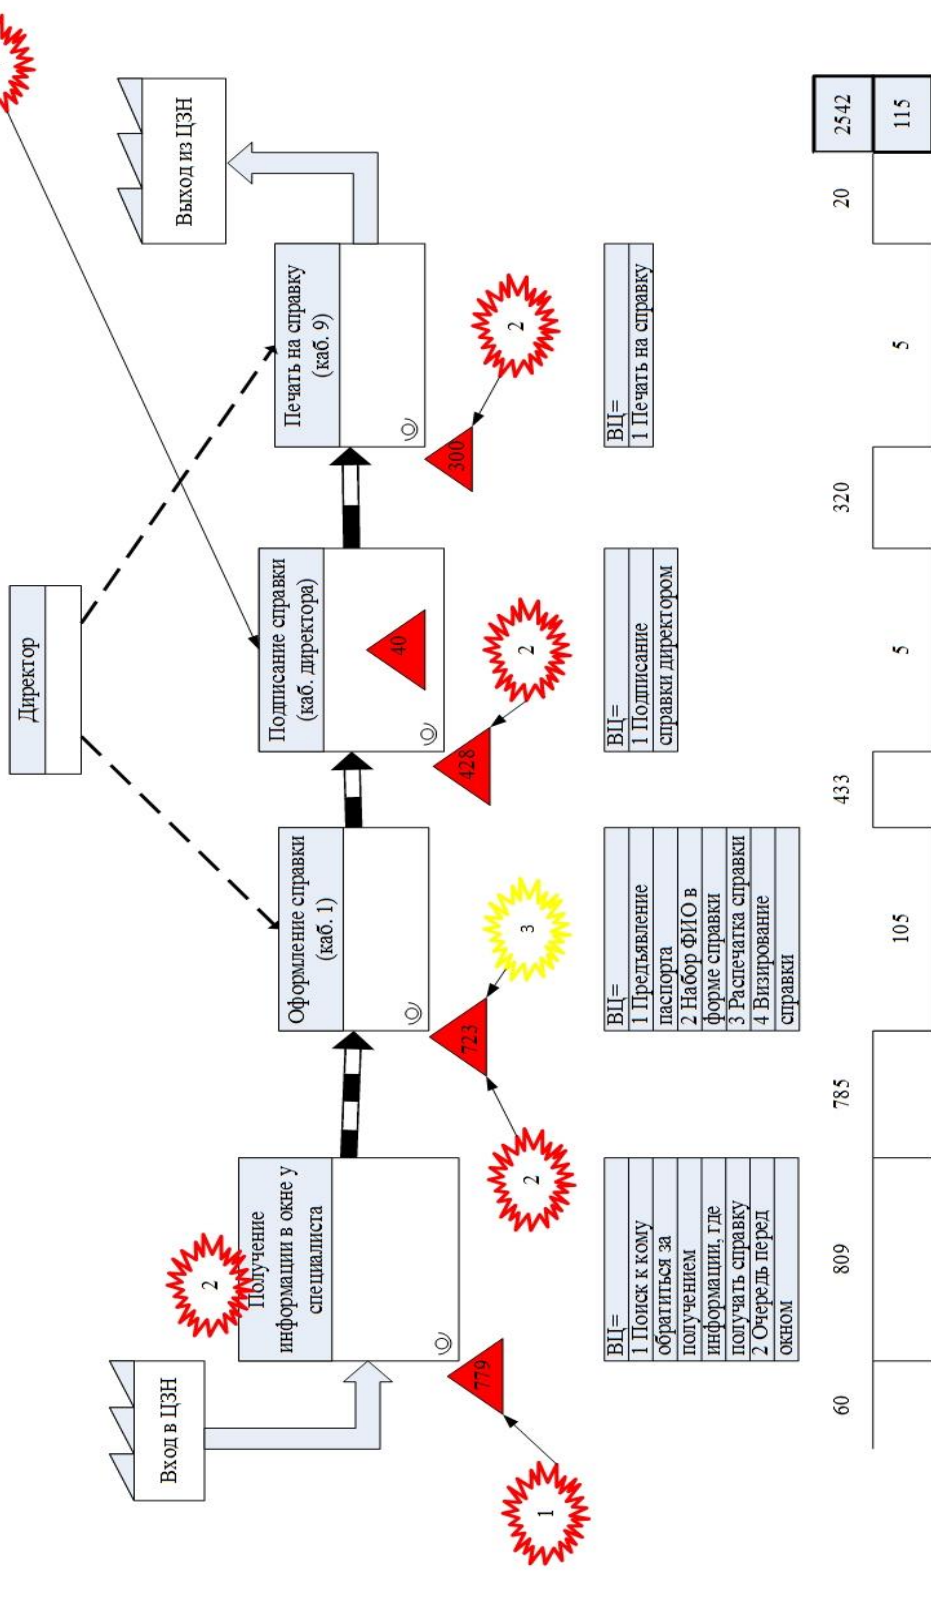 Директор
Вход в ЦЗН
2
Получение
информации в окне у
специалиста
Оформление справки
(каб. 1)
Подписание справки
(каб. директора)
40
Печать на справку
(каб. 9)
Выход из ЦЗН
1
779
2
723
3
428
2
300
2
ВЦ=
1 Поиск к кому
обратиться за
получением
информации, где
получать справку
2 Очередь перед
окном
ВЦ=
1 Предъявление
паспорта
2 Набор ФИО в
форме справки
3 Распечатка справки
4 Визирование
справки
ВЦ=
1 Подписание
справки директором
ВЦ=
1 Печать на справку
60
809
785
433
320
20
2542
105
5
5
115